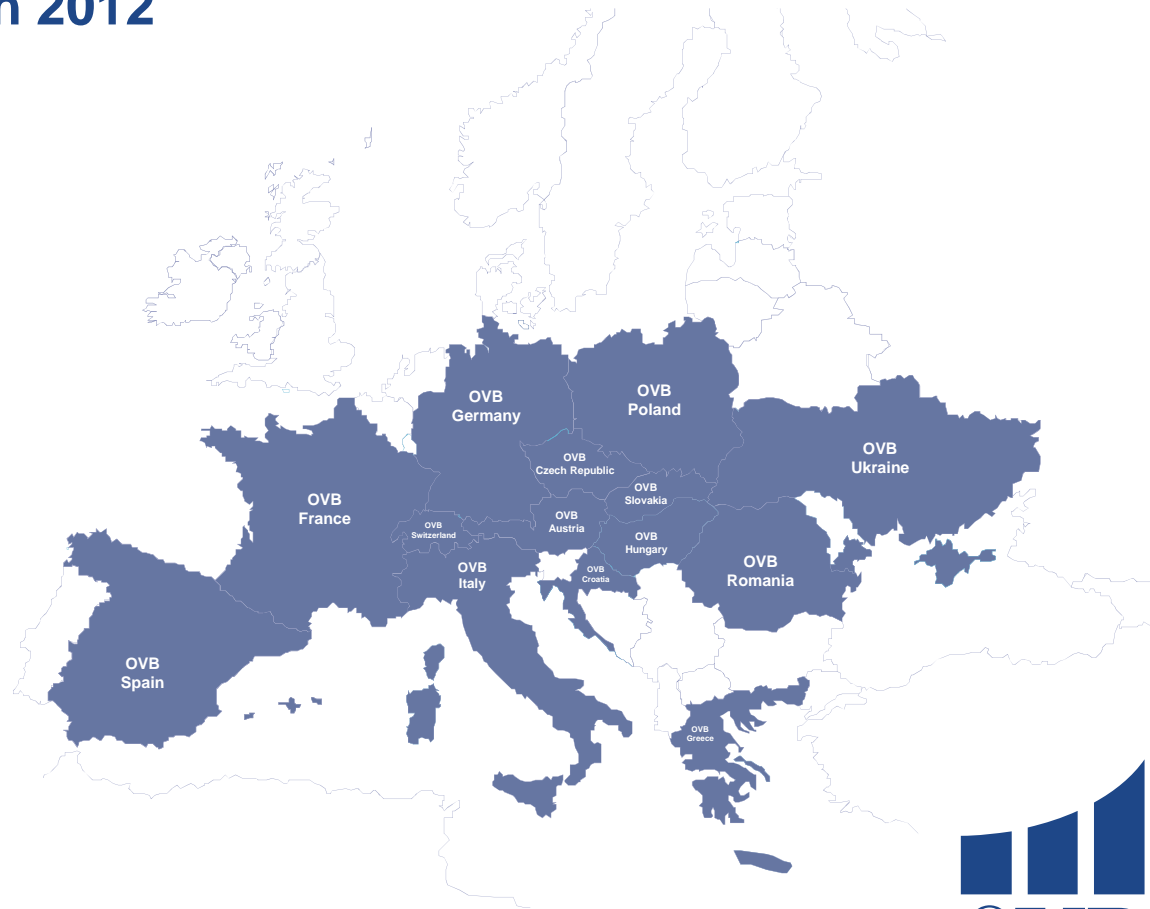 2012
OVB
Germany
OVB
Poland
OVB
Ukraine
OVB
Czech Republic
OVB
Slovakia
OVB
France
OVB
Austria
OVB
Switzerland
OVB
Hungary
OVB
Italy
OVB
Croatia
OVB
Romania
OVB
Spain
OVB
Greece